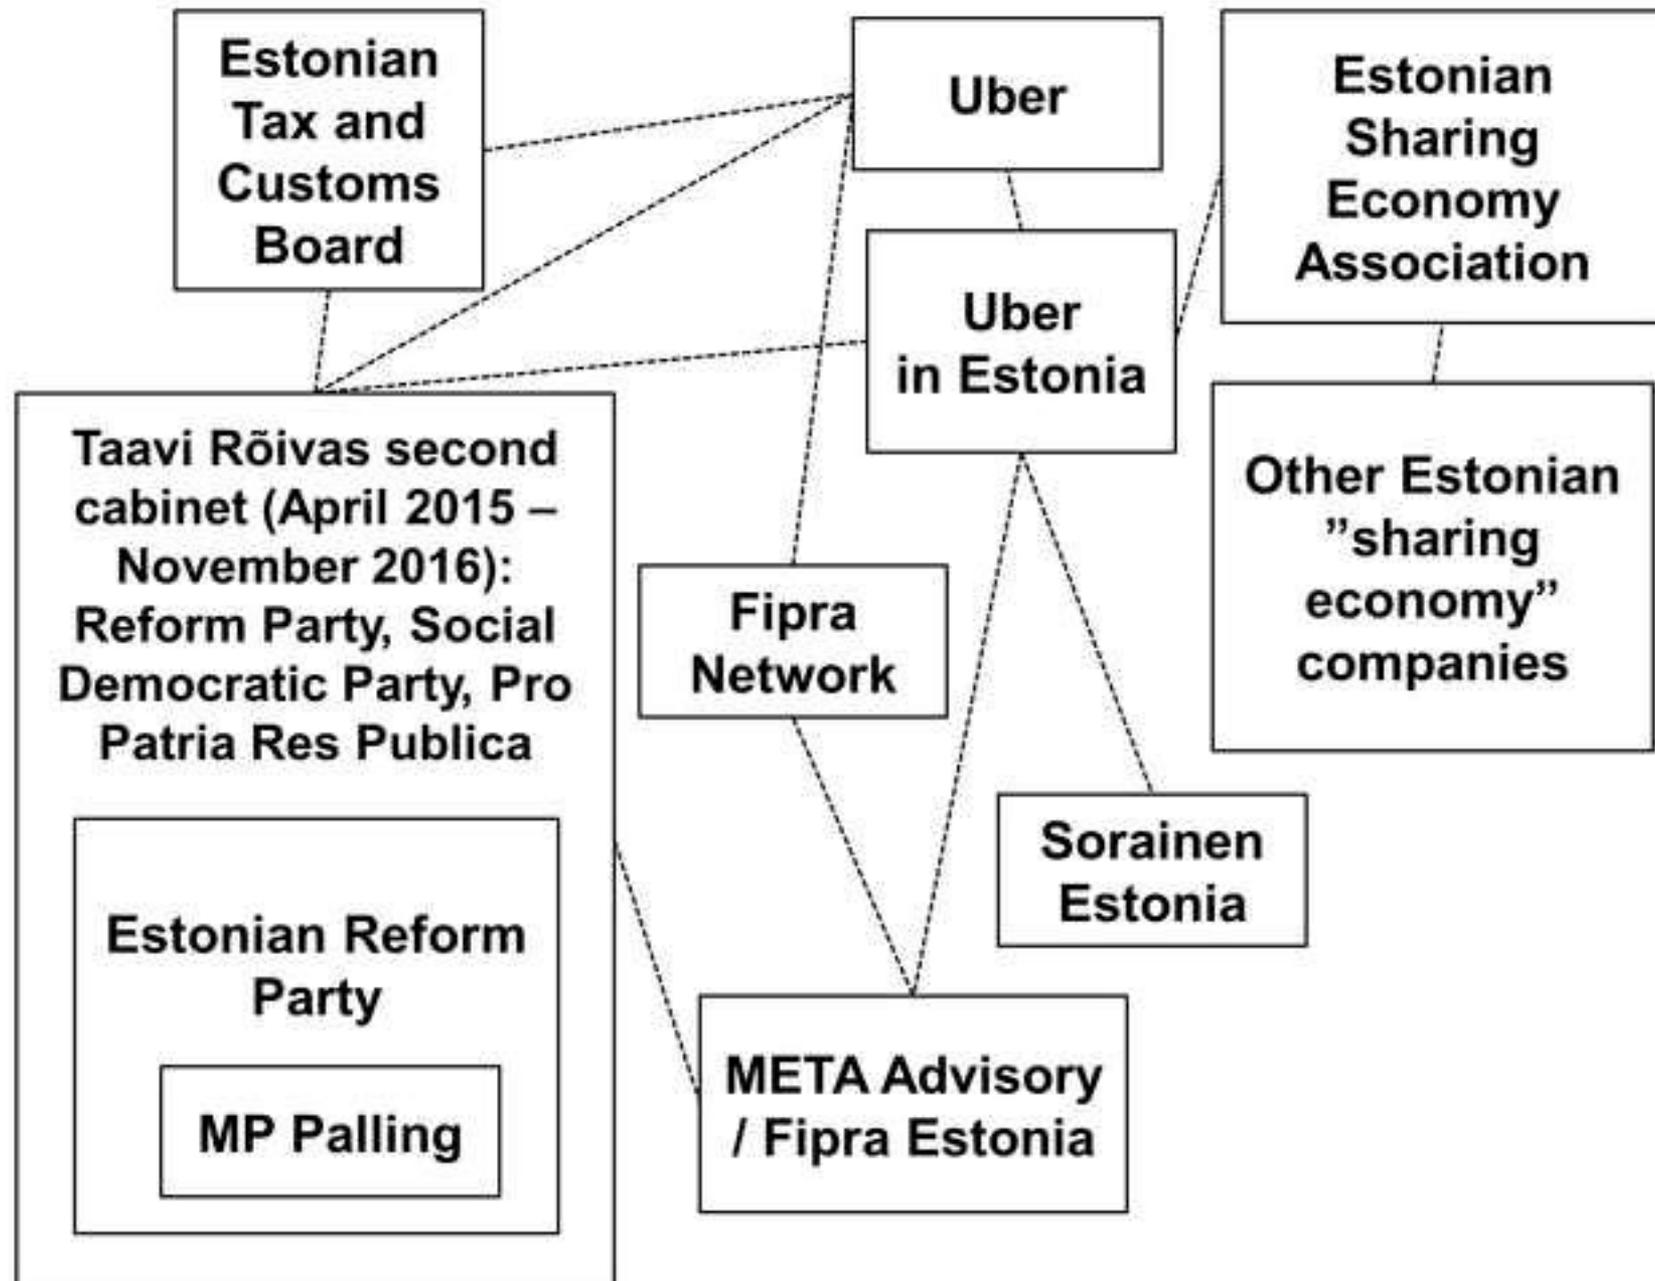 Estonian
Tax and
Customs
Board
Uber
Estonian
Sharing
Economy
Association
Uber
in Estonia
Taavi Rõivas second
cabinet (April 2015 –
November 2016):
Reform Party, Social
Democratic Party, Pro
Patria Res Publica
Other Estonian
”sharing
economy”
companies
Fipra
Network
Sorainen
Estonia
Estonian Reform
Party
MP Palling
META Advisory
/ Fipra Estonia